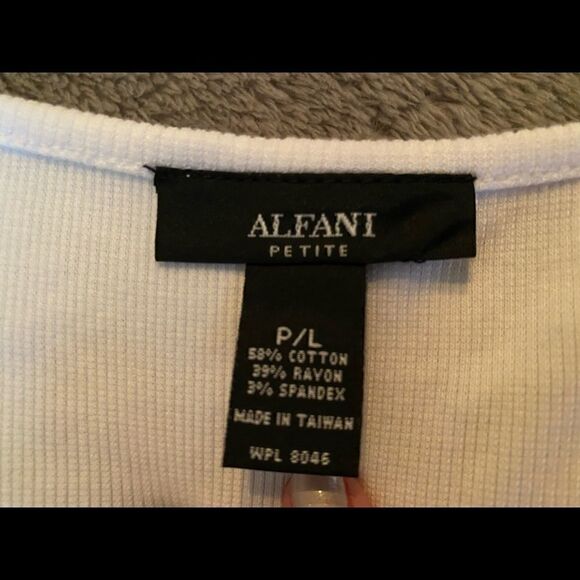 ALFANI
PETITE
P/L
58% COTTON
39% RAYON
3% SPANDEX
MADE IN TAIWAN
WPL 8046